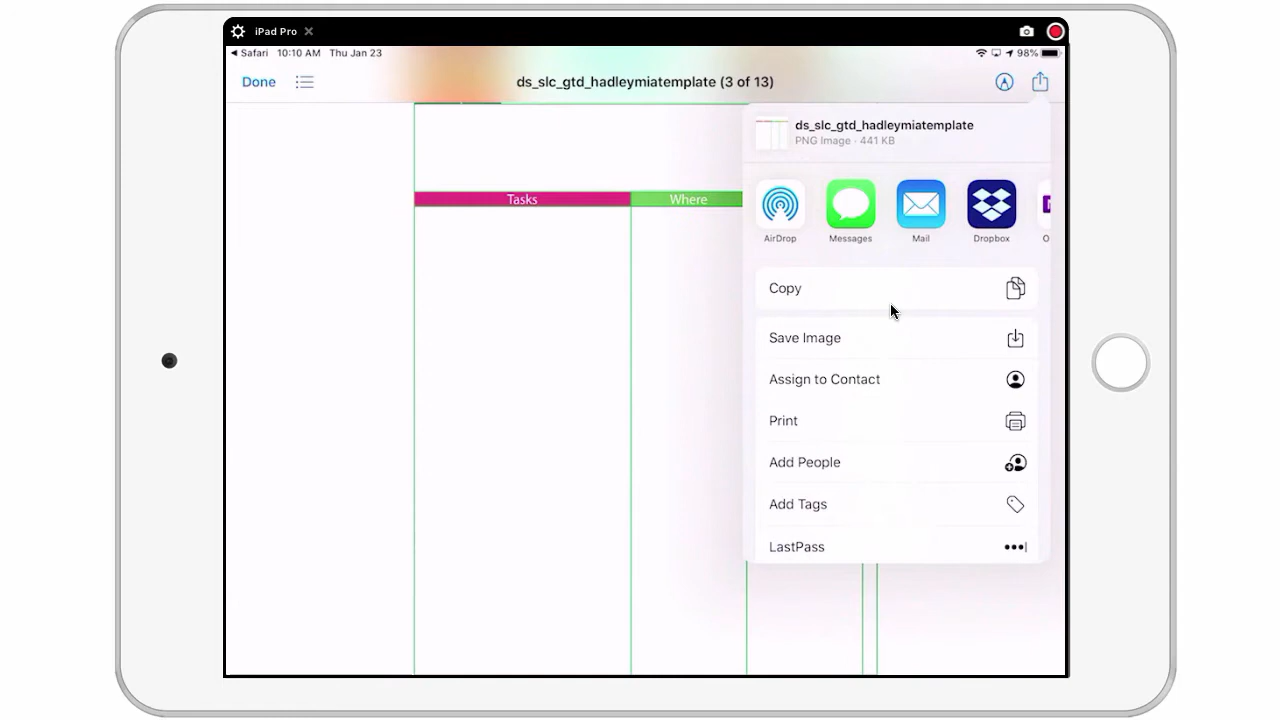 iPad Pro
Safari 10:10 AM Thu Jan 23 98%
Done ds_slc_gtd_hadleymiatemplate (3 of 13)
ds_slc_gtd_hadleymiatemplate
PNG Image · 441 KB
Tasks Where
AirDrop Messages Mail Dropbox O
Copy
Save Image
Assign to Contact
Print
Add People
Add Tags
LastPass